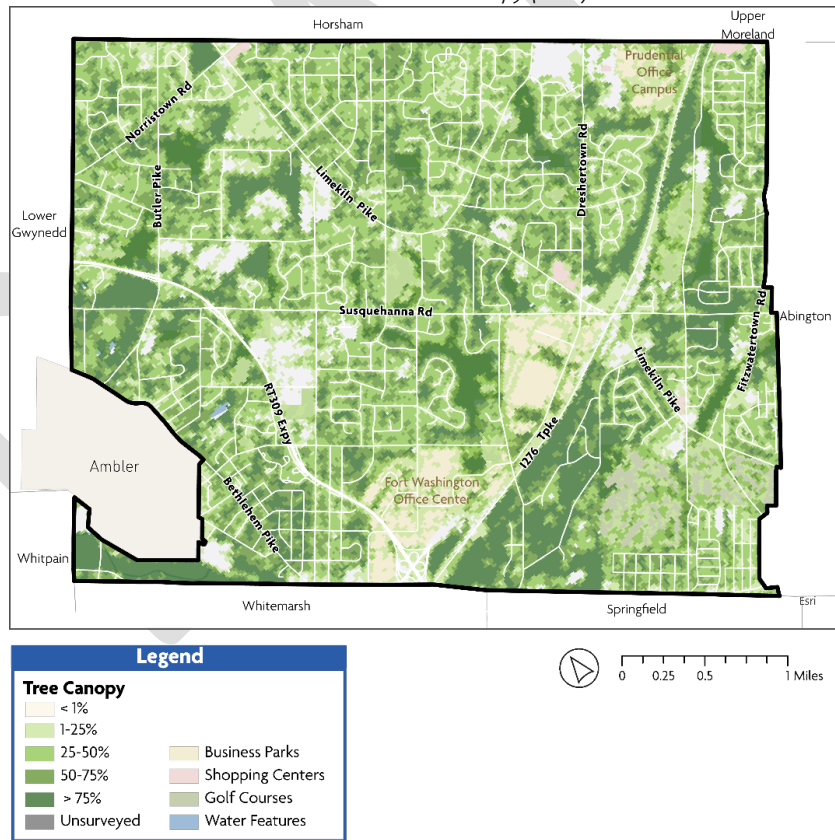 Horsham
Upper
Moreland
Prudential
Office
Campus
Norristown Rd
Butler Pike
Limekiln Pike
Dreshertown Rd
Lower
Gwynedd
Susquehanna Rd
Abington
Fitzwatertown Rd
Limekiln Pike
RT309 Expy
I276 Tpke
Ambler
Fort Washington
Office Center
Bethlehem Pike
Whitpain
Whitemarsh
Springfield
Esri
Legend
Tree Canopy
< 1%
1-25%
25-50%
50-75%
> 75%
Unsurveyed
Business Parks
Shopping Centers
Golf Courses
Water Features
0 0.25 0.5 1 Miles